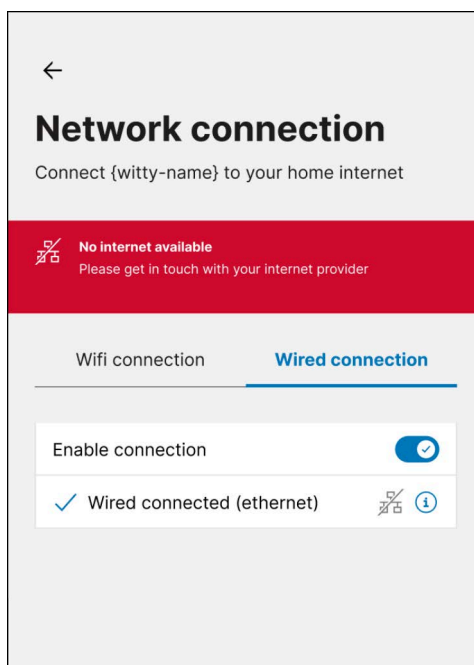 Network connection
Connect {witty-name} to your home internet
No internet available
Please get in touch with your internet provider
Wifi connection
Wired connection
Enable connection
Wired connected (ethernet)